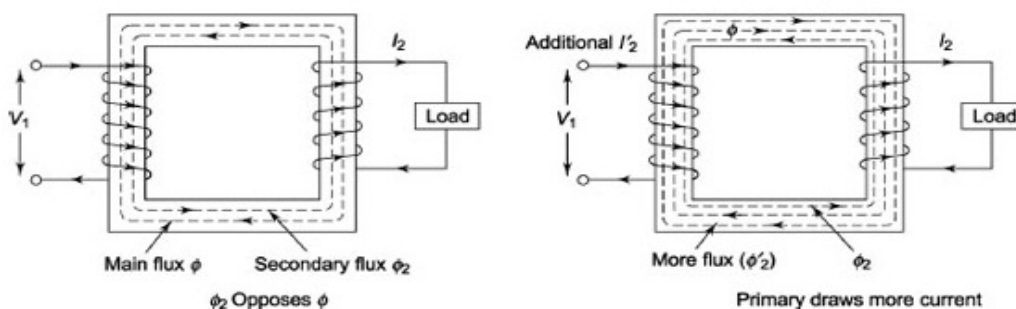 I₂
V₁
Load
Main flux ϕ
Secondary flux ϕ₂
ϕ₂ Opposes ϕ
Additional I′₂
ϕ
I₂
V₁
Load
More flux (ϕ′₂)
ϕ₂
Primary draws more current